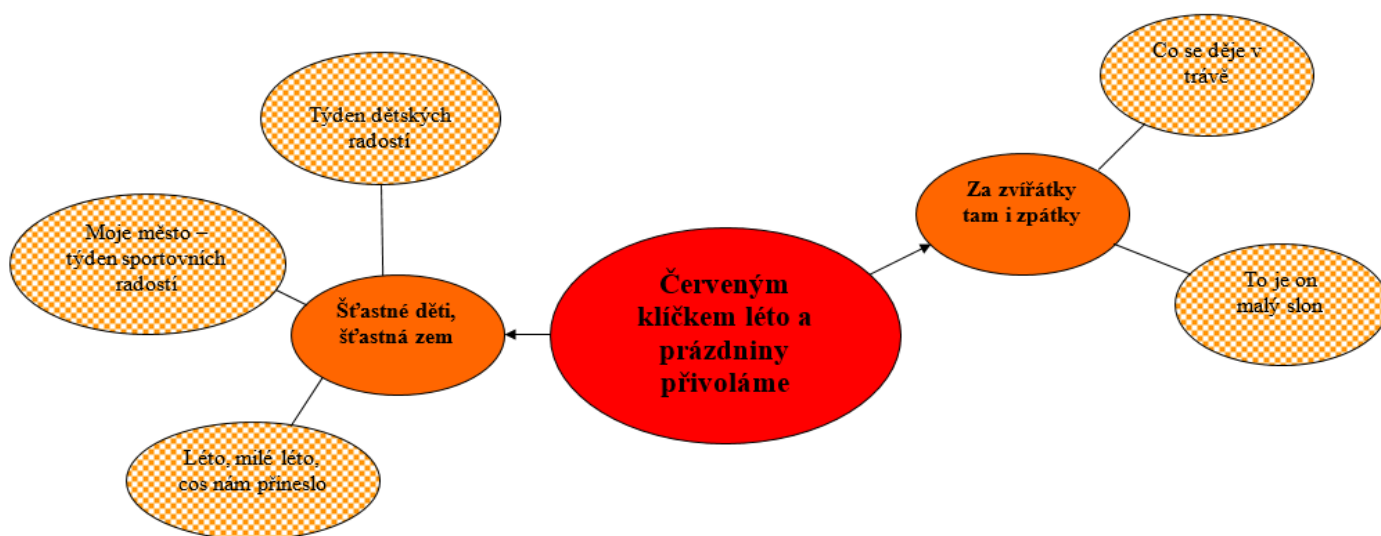 Co se děje v
trávě
Týden dětských
radostí
Za zvířátky
tam i zpátky
Moje město –
týden sportovních
radostí
Červeným
klíčkem léto a
prázdniny
přivoláme
To je on
malý slon
Šťastné děti,
šťastná zem
Léto, milé léto,
cos nám přineslo